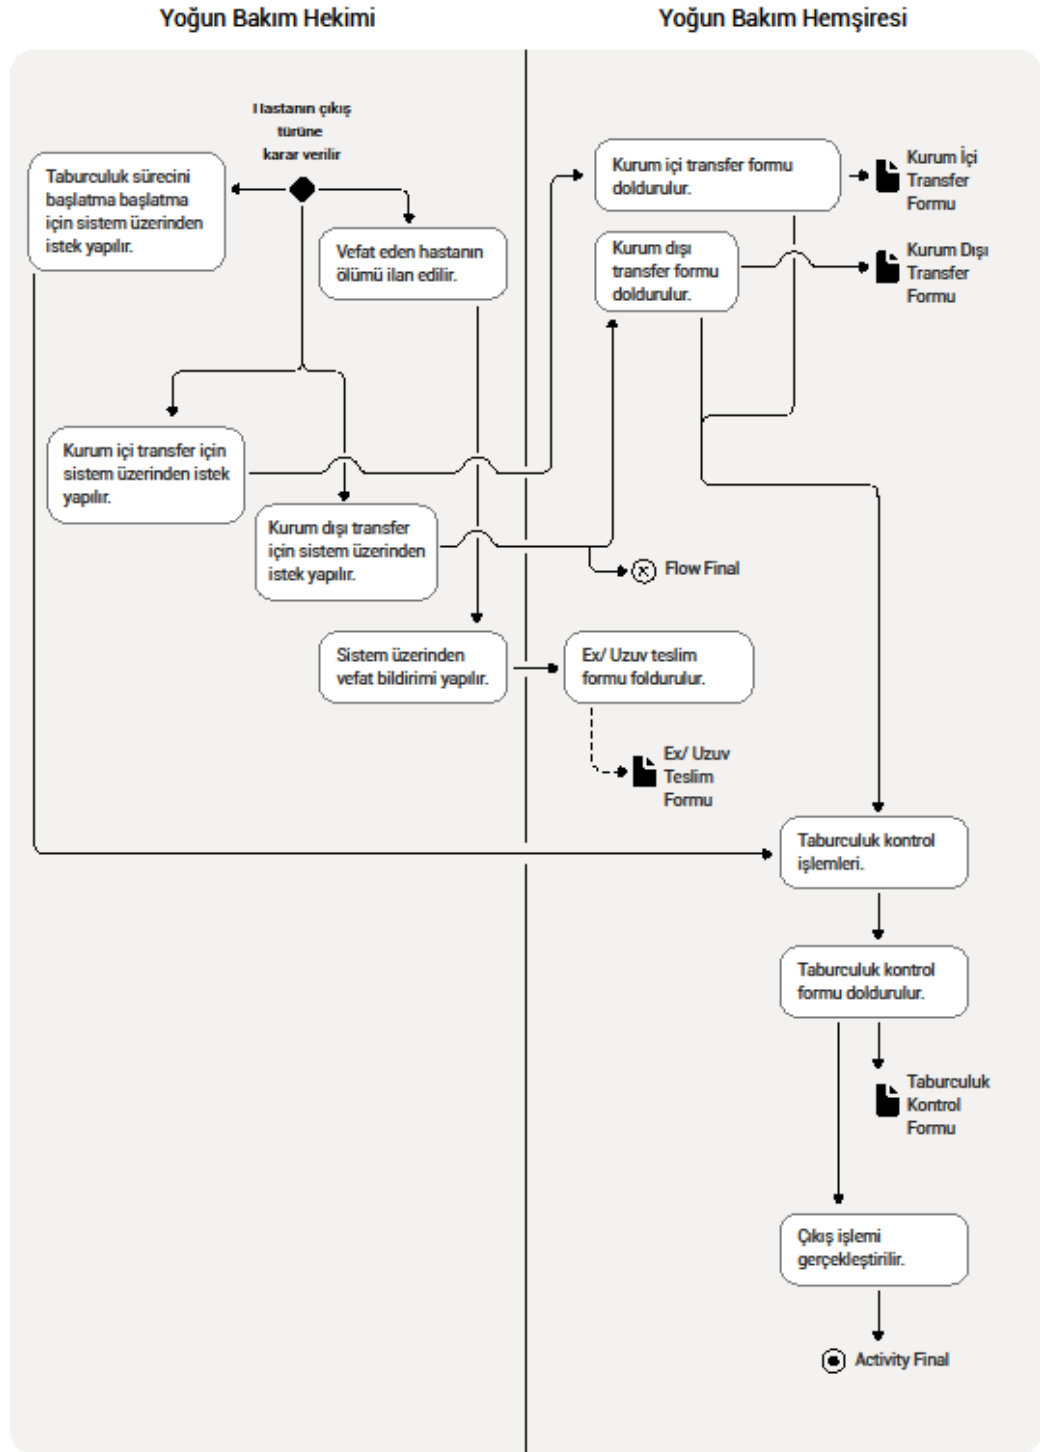 Yoğun Bakım Hekimi
Yoğun Bakım Hemşiresi
Hastanın çıkış
türüne
karar verilir
Taburculuk sürecini
başlatma başlatma
için sistem üzerinden
istek yapılır.
Vefat eden hastanın
ölümü ilan edilir.
Kurum içi transfer formu
doldurulur.
Kurum İçi
Transfer
Formu
Kurum dışı
transfer formu
doldurulur.
Kurum Dışı
Transfer
Formu
Kurum içi transfer için
sistem üzerinden istek
yapılır.
Kurum dışı transfer
için sistem üzerinden
istek yapılır.
Flow Final
Sistem üzerinden
vefat bildirimi yapılır.
Ex/ Uzuv teslim
formu foldurulur.
Ex/ Uzuv
Teslim
Formu
Taburculuk kontrol
işlemleri.
Taburculuk kontrol
formu doldurulur.
Taburculuk
Kontrol
Formu
Çıkış işlemi
gerçekleştirilir.
Activity Final